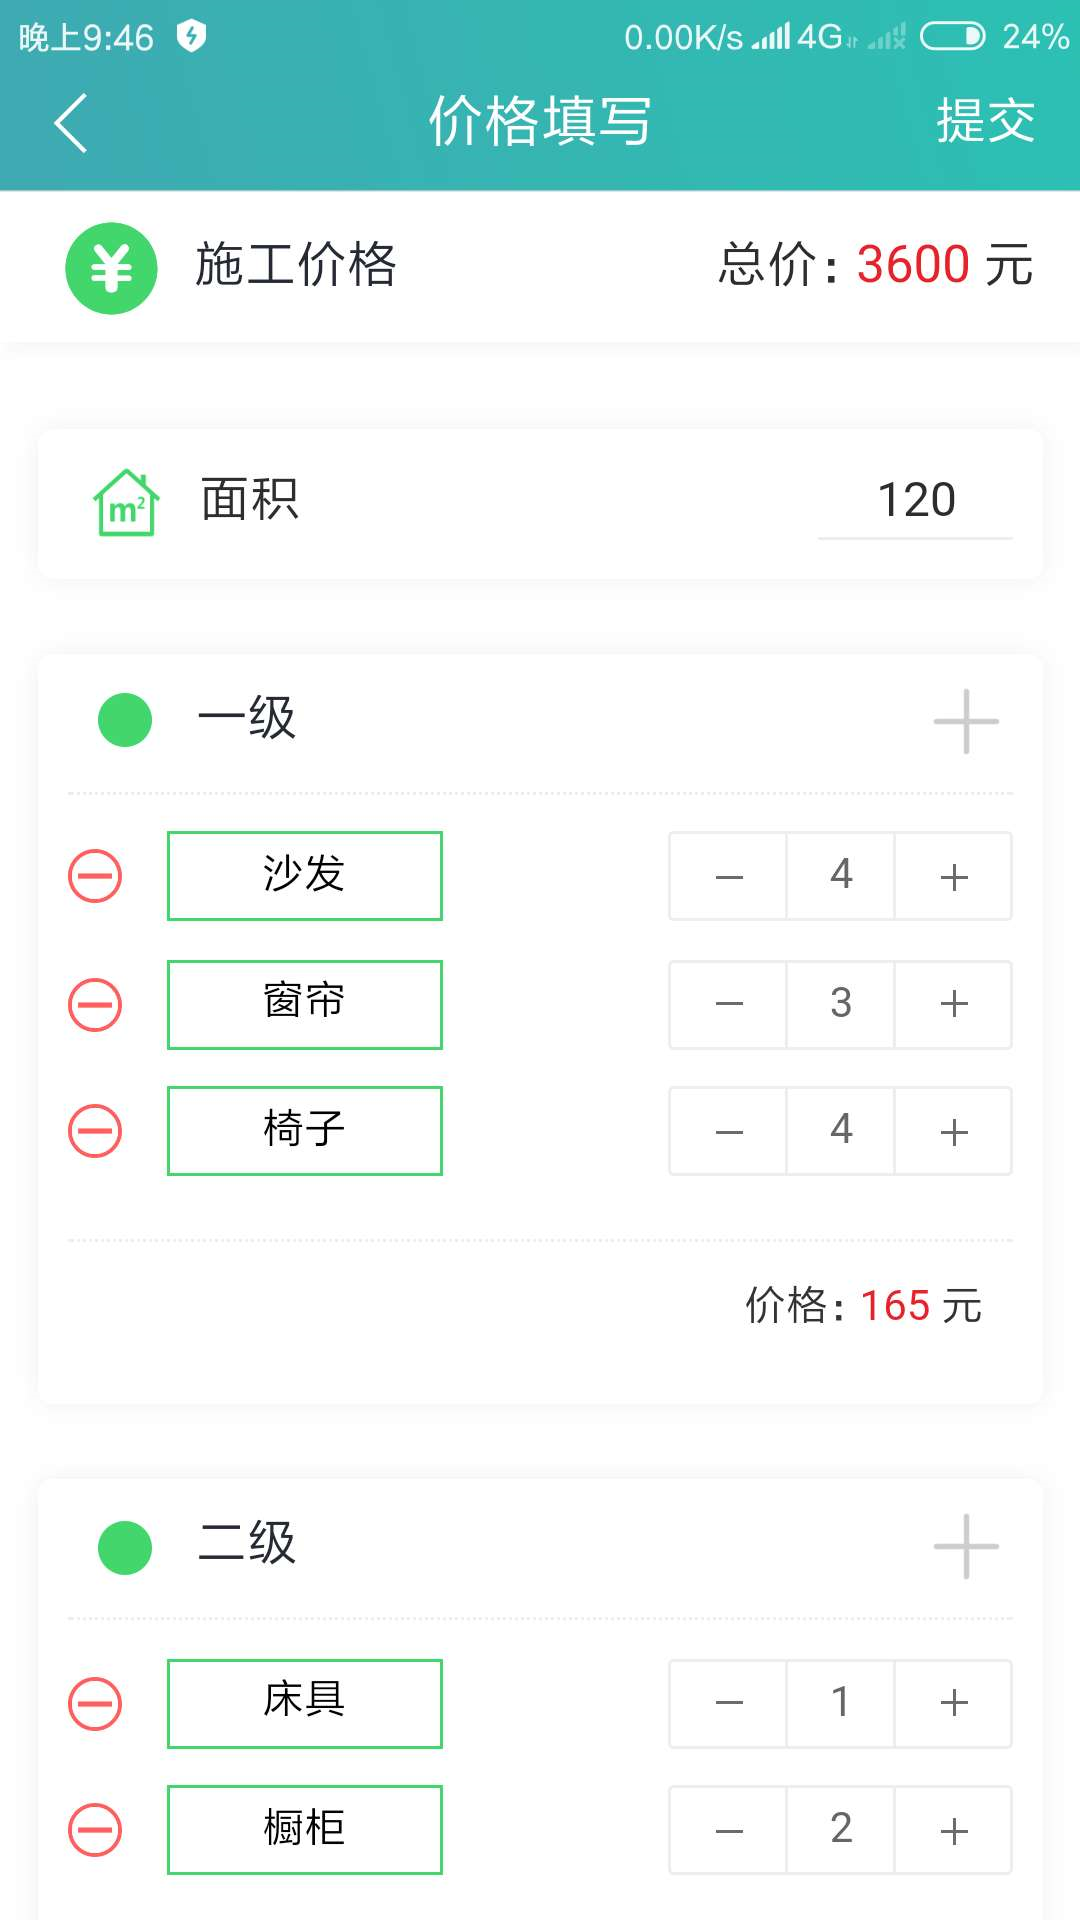 晚上9:46 0.00K/s 4G 24%
价格填写 提交
施工价格 总价: 3600 元
m² 面积 120
一级
沙发 4
窗帘 3
椅子 4
价格: 165 元
二级
床具 1
橱柜 2